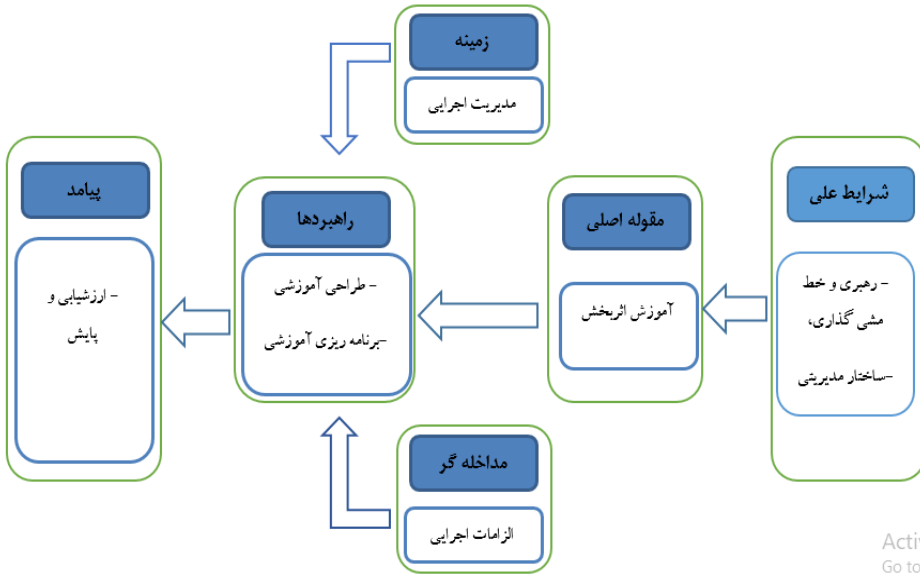 زمینه
مدیریت اجرایی
شرایط علی
- رهبری و خط
مشی گذاری،
-ساختار مدیریتی
مقوله اصلی
آموزش اثربخش
راهبردها
- طراحی آموزشی
-برنامه ریزی آموزشی
پیامد
- ارزشیابی و
پایش
مداخله گر
الزامات اجرایی
Go to